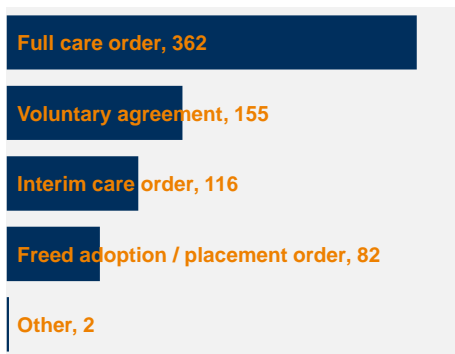 Full care order, 362
Voluntary agreement, 155
Interim care order, 116
Freed adoption / placement order, 82
Other, 2